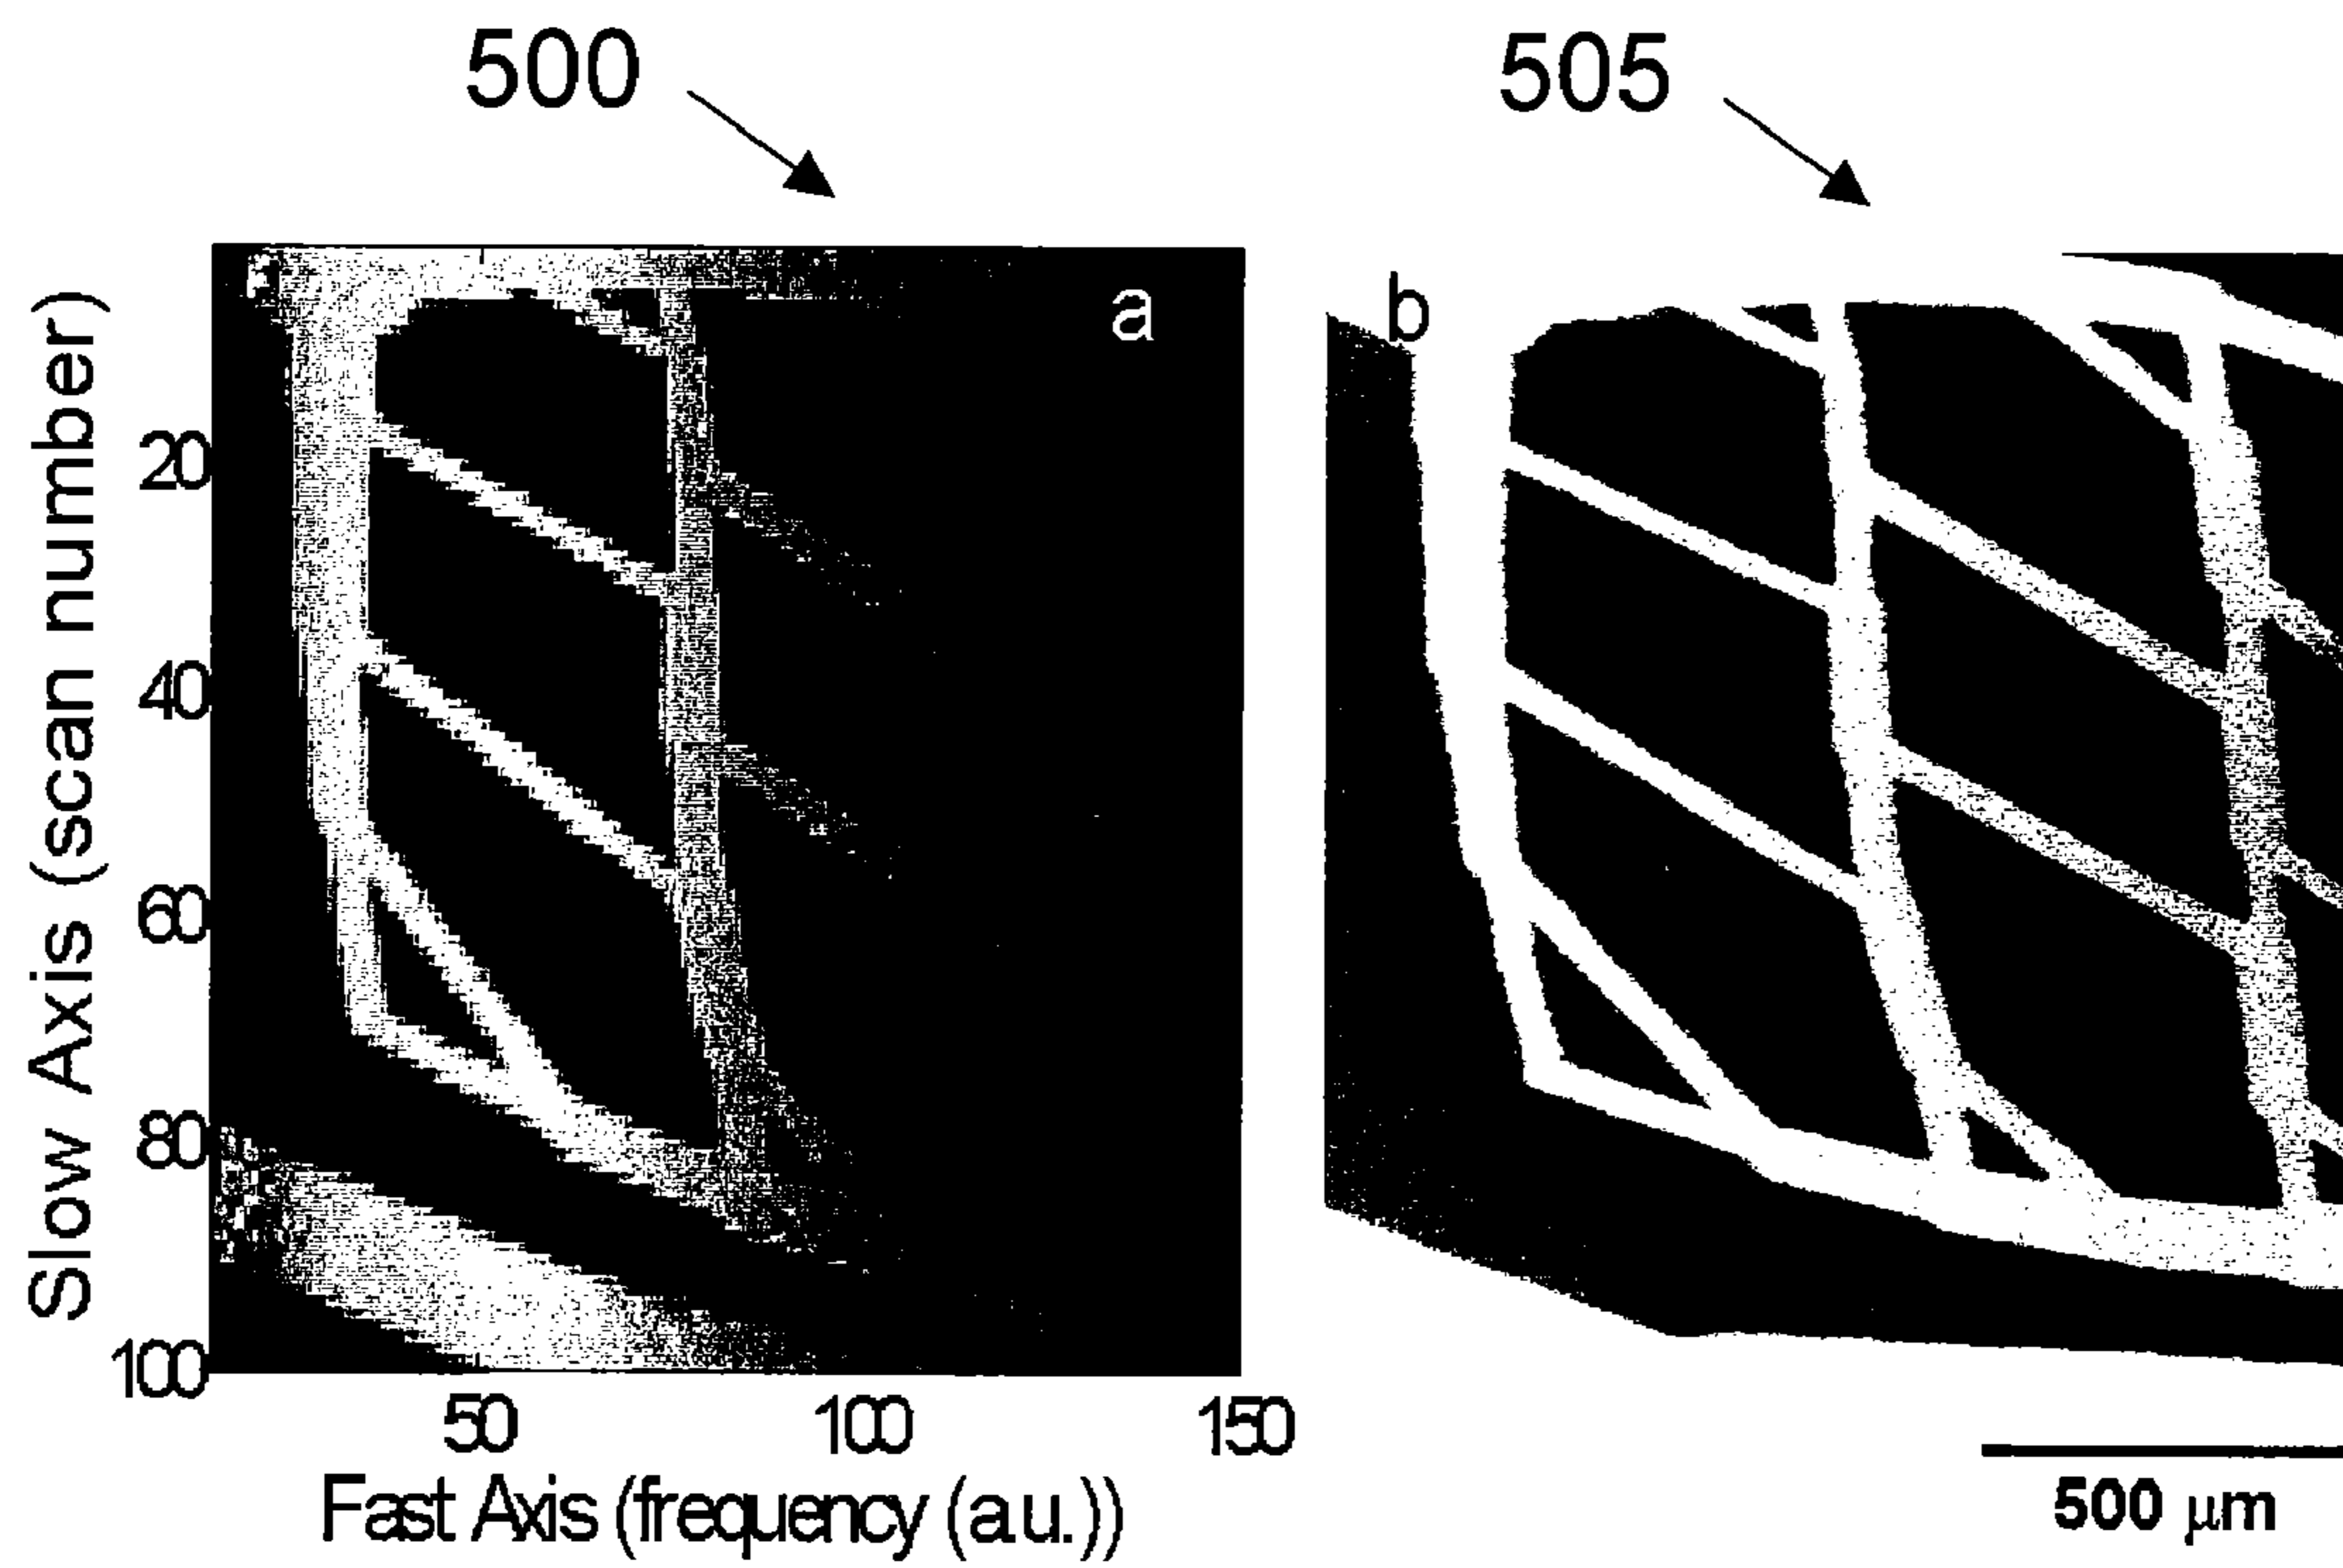 500
505
a
b
Slow Axis (scan number)
20
40
60
80
100
50
100
150
Fast Axis (frequency (a.u.))
500 μm